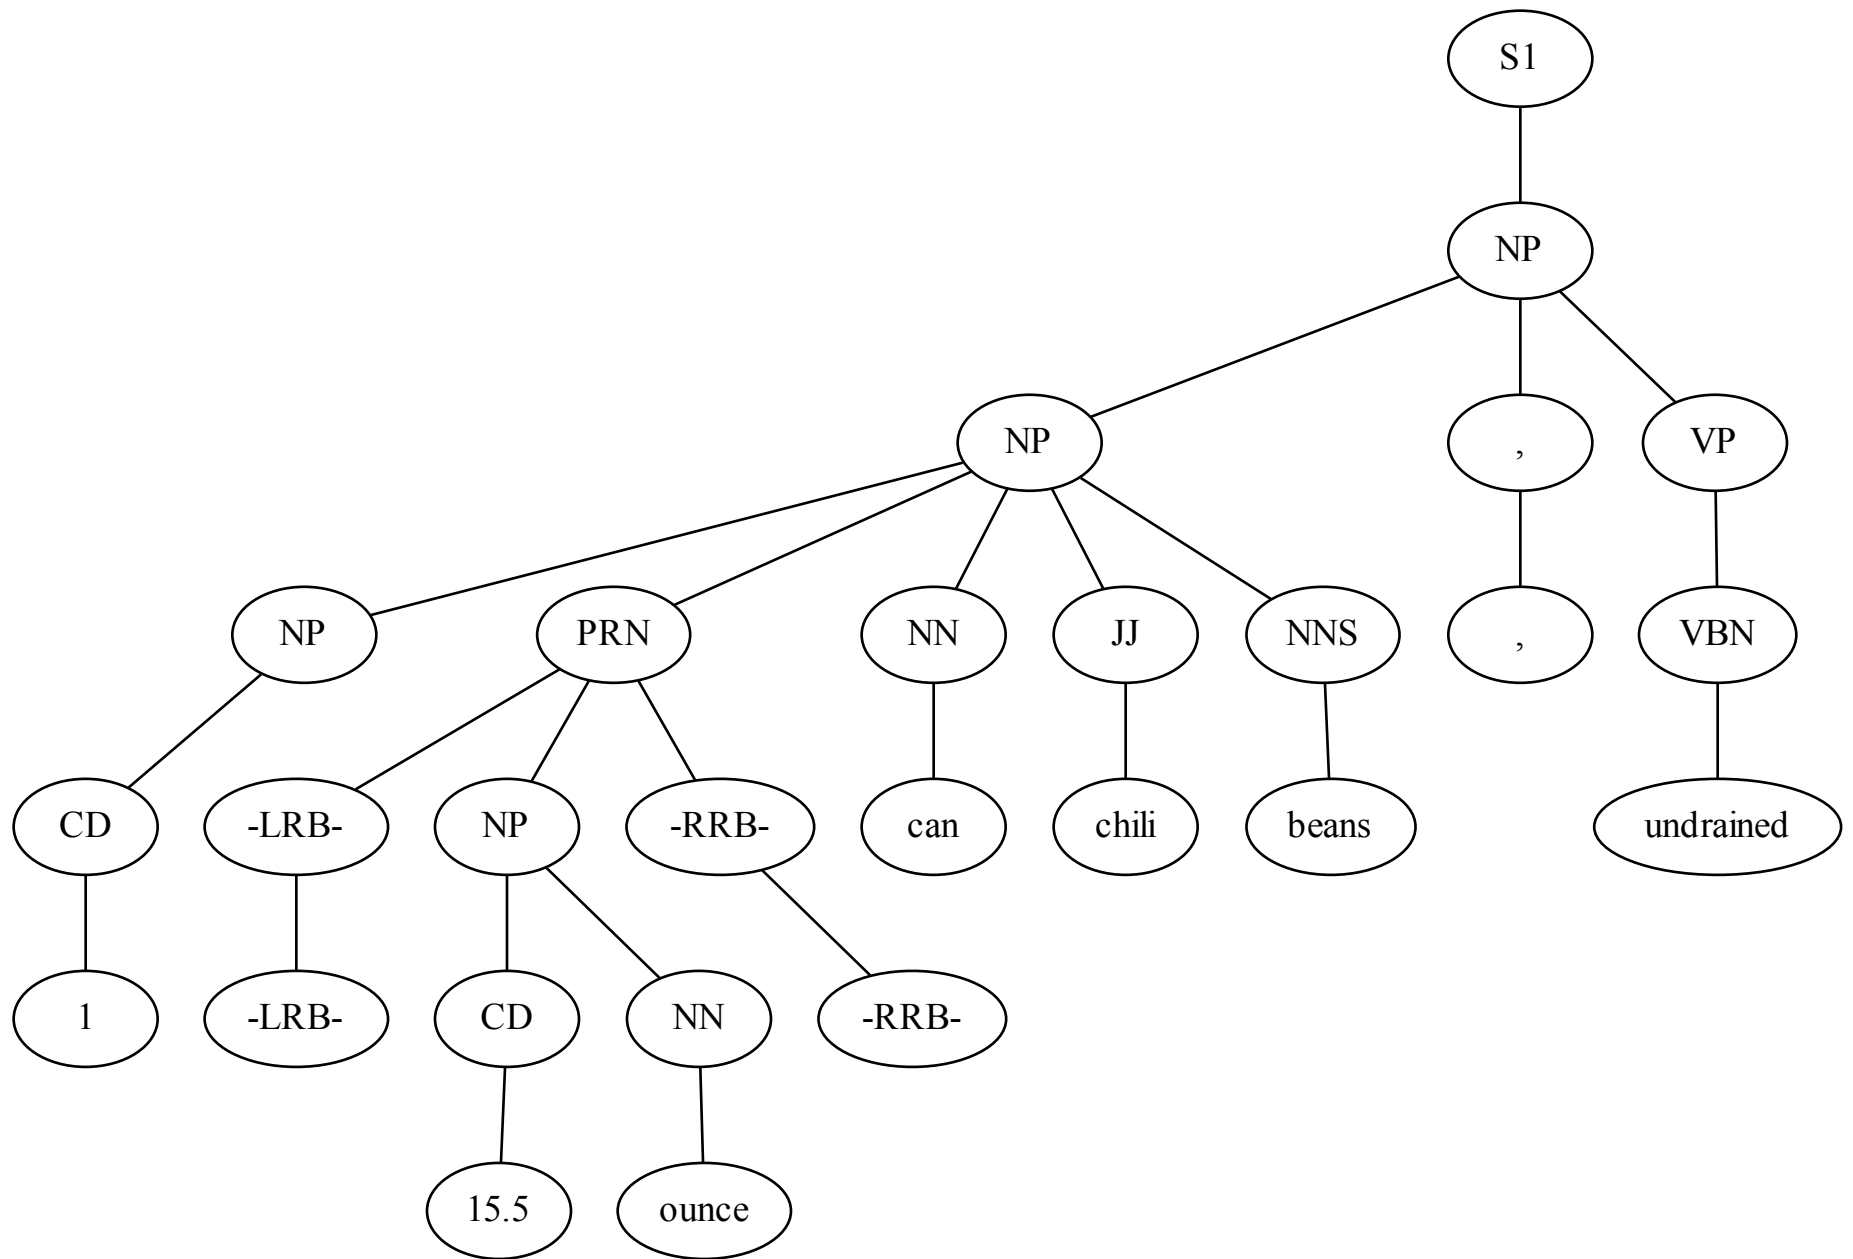 S1
NP
NP , VP
NP PRN NN JJ NNS , VBN
CD -LRB- NP -RRB- can chili beans undrained
1 -LRB- CD NN -RRB-
15.5 ounce